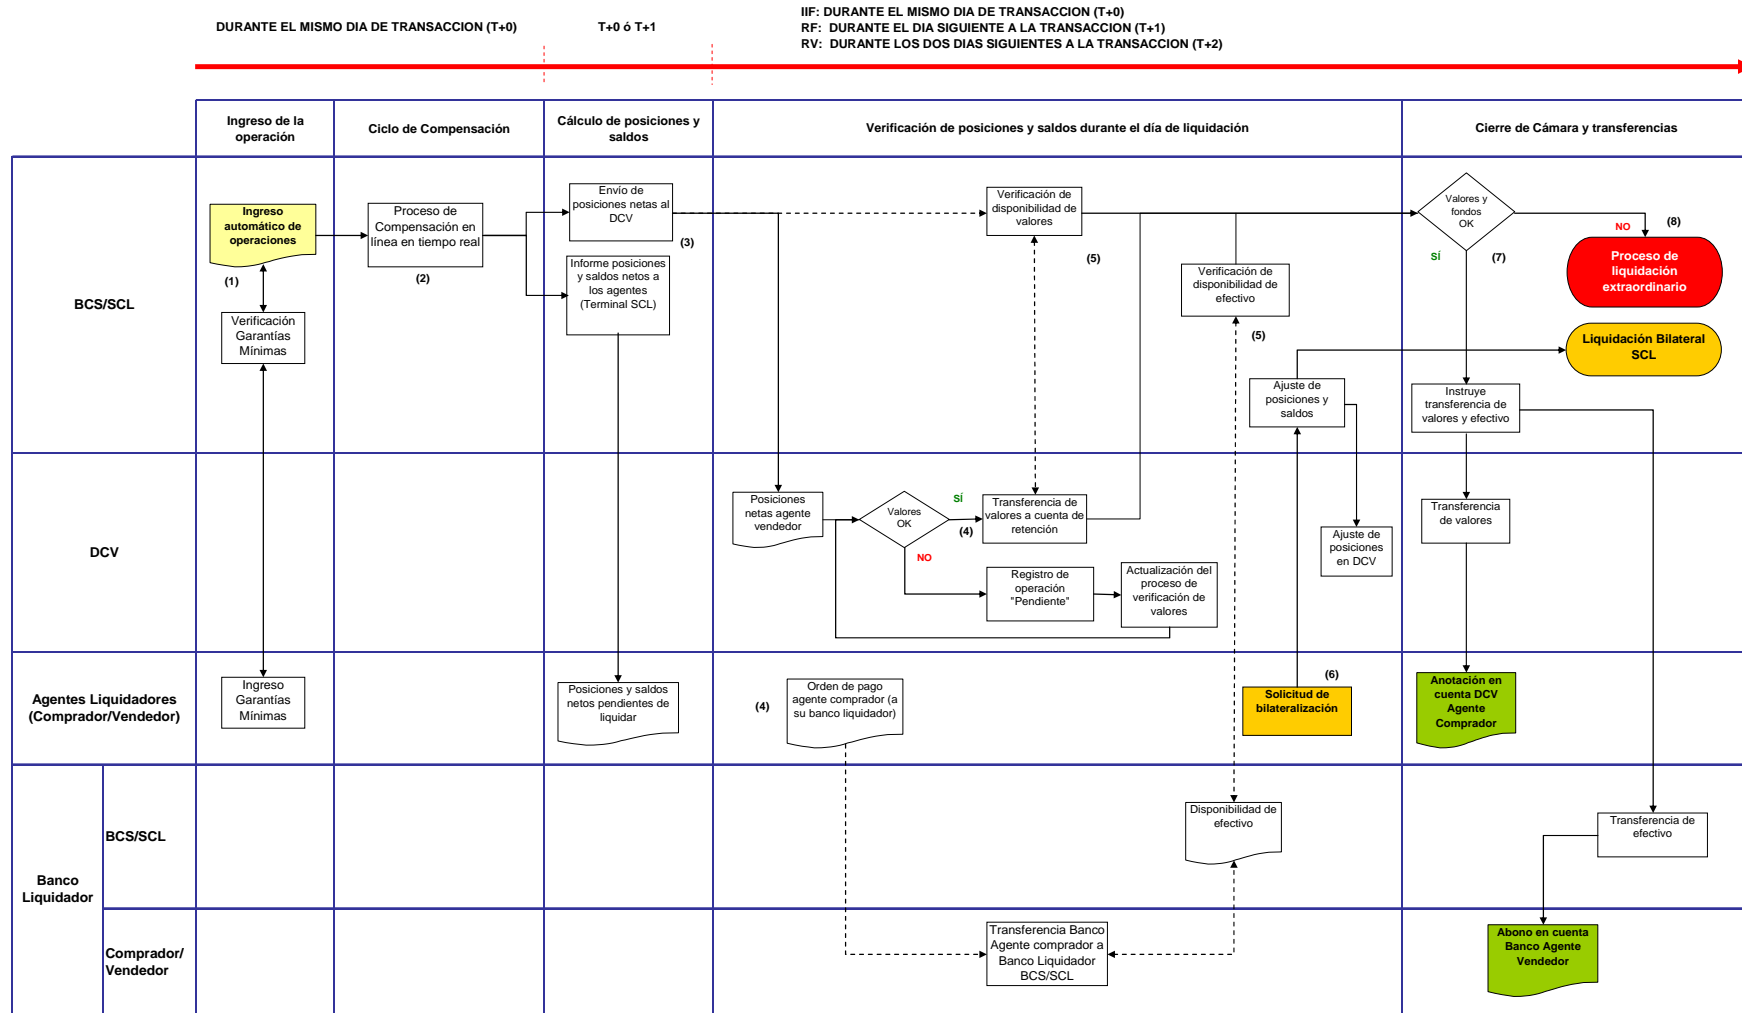 IIF: DURANTE EL MISMO DIA DE TRANSACCION (T+0)
DURANTE EL MISMO DIA DE TRANSACCION (T+0)
T+0 ó T+1
RF: DURANTE EL DIA SIGUIENTE A LA TRANSACCION (T+1)
RV: DURANTE LOS DOS DIAS SIGUIENTES A LA TRANSACCION (T+2)
Ingreso de la
operación
Ciclo de Compensación
Cálculo de posiciones y
saldos
Verificación de posiciones y saldos durante el día de liquidación
Cierre de Cámara y transferencias
BCS/SCL
Ingreso
automático de
operaciones
(1)
Verificación
Garantías
Mínimas
Proceso de
Compensación en
línea en tiempo real
(2)
Envío de
posiciones netas al
DCV
(3)
Informe posiciones
y saldos netos a
los agentes
(Terminal SCL)
Verificación de
disponibilidad de
valores
(5)
Verificación de
disponibilidad de
efectivo
(5)
Ajuste de
posiciones y
saldos
Valores y
fondos
OK
SÍ
(7)
NO
(8)
Proceso de
liquidación
extraordinario
Liquidación Bilateral
SCL
Instruye
transferencia de
valores y efectivo
DCV
Posiciones
netas agente
vendedor
Valores
OK
SÍ
(4)
NO
Transferencia de
valores a cuenta de
retención
Registro de
operación
"Pendiente"
Actualización del
proceso de
verificación de
valores
Ajuste de
posiciones
en DCV
Transferencia
de valores
Agentes Liquidadores
(Comprador/Vendedor)
Ingreso
Garantías
Mínimas
Posiciones y saldos
netos pendientes de
liquidar
(4)
Orden de pago
agente comprador (a
su banco liquidador)
(6)
Solicitud de
bilateralización
Anotación en
cuenta DCV
Agente
Comprador
Banco
Liquidador
BCS/SCL
Disponibilidad de
efectivo
Transferencia de
efectivo
Comprador/
Vendedor
Transferencia Banco
Agente comprador a
Banco Liquidador
BCS/SCL
Abono en cuenta
Banco Agente
Vendedor